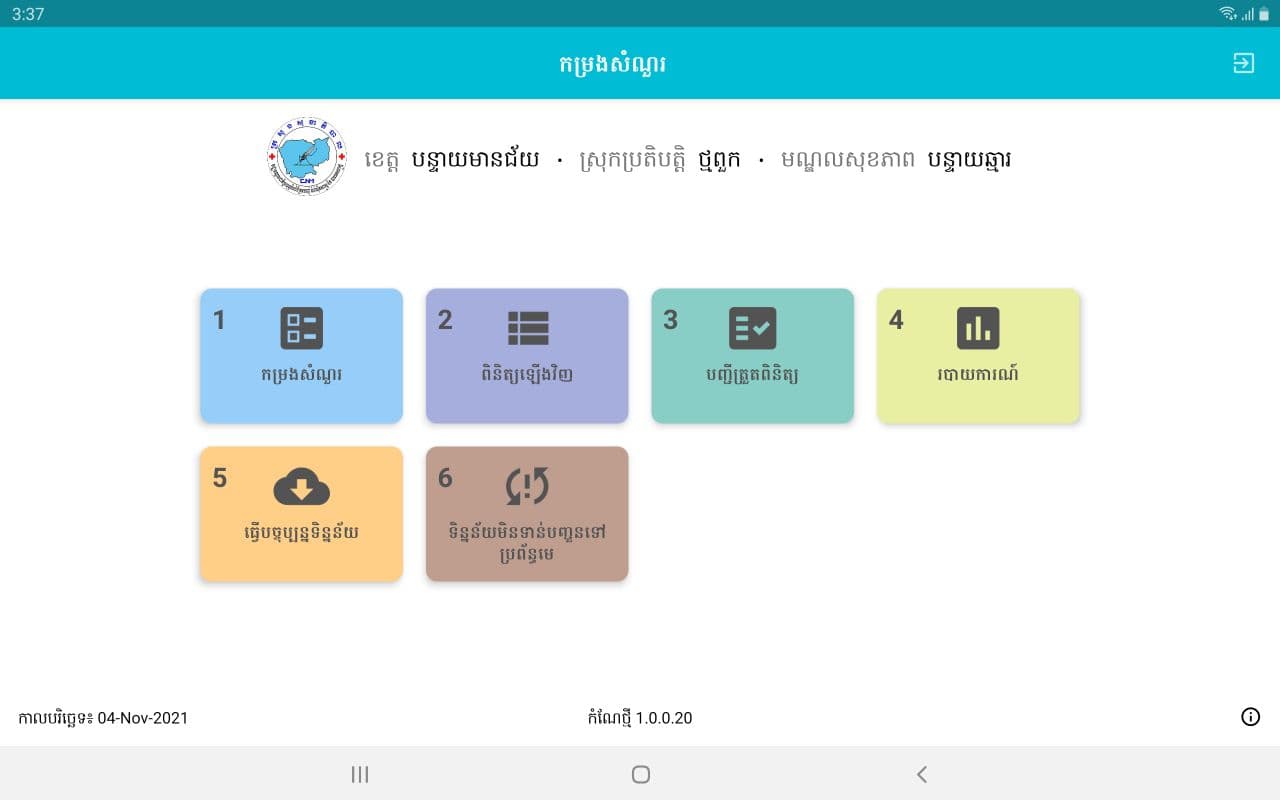 3:37
កម្រងសំណួរ
ខេត្ត បន្ទាយមានជ័យ · ស្រុកប្រតិបត្តិ ថ្មពួក · មណ្ឌលសុខភាព បន្ទាយឆ្មារ
CNM
1
កម្រងសំណួរ
2
ពិនិត្យឡើងវិញ
3
បញ្ជីត្រួតពិនិត្យ
4
របាយការណ៍
5
ធ្វើបច្ចុប្បន្នទិន្នន័យ
6
ទិន្នន័យមិនទាន់បញ្ជូនទៅ
ប្រព័ន្ធមេ
កាលបរិច្ឆេទ៖ 04-Nov-2021
កំណែថ្មី 1.0.0.20